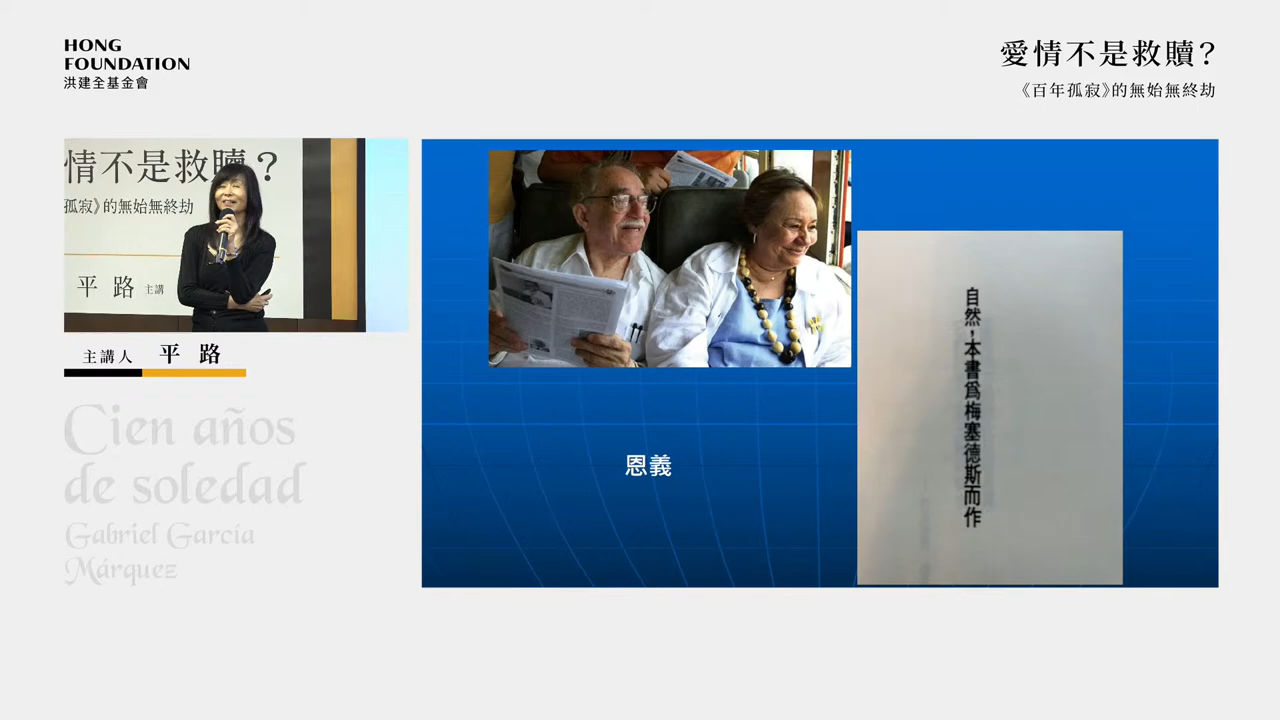 HONG
FOUNDATION
洪建全基金會
愛情不是救贖？
《百年孤寂》的無始無終劫
情不是救贖？
孤寂》的無始無終劫
平路 主講
主講人 平路
Cien años
de soledad
Gabriel García
Márquez
恩義
自然，本書爲梅塞德斯而作